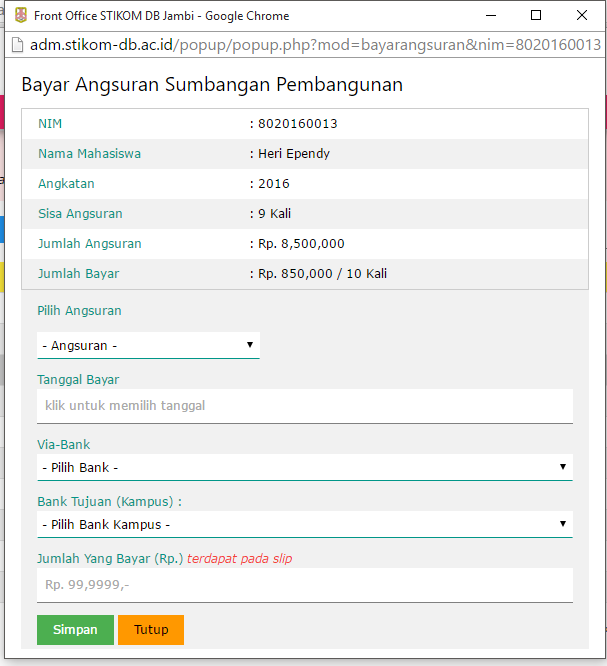 Front Office STIKOM DB Jambi - Google Chrome
adm.stikom-db.ac.id/popup/popup.php?mod=bayarangsuran&nim=8020160013
Bayar Angsuran Sumbangan Pembangunan
NIM : 8020160013
Nama Mahasiswa : Heri Ependy
Angkatan : 2016
Sisa Angsuran : 9 Kali
Jumlah Angsuran : Rp. 8,500,000
Jumlah Bayar : Rp. 850,000 / 10 Kali
Pilih Angsuran
- Angsuran -
Tanggal Bayar
klik untuk memilih tanggal
Via-Bank
- Pilih Bank -
Bank Tujuan (Kampus) :
- Pilih Bank Kampus -
Jumlah Yang Bayar (Rp.) terdapat pada slip
Rp. 99,9999,-
Simpan Tutup